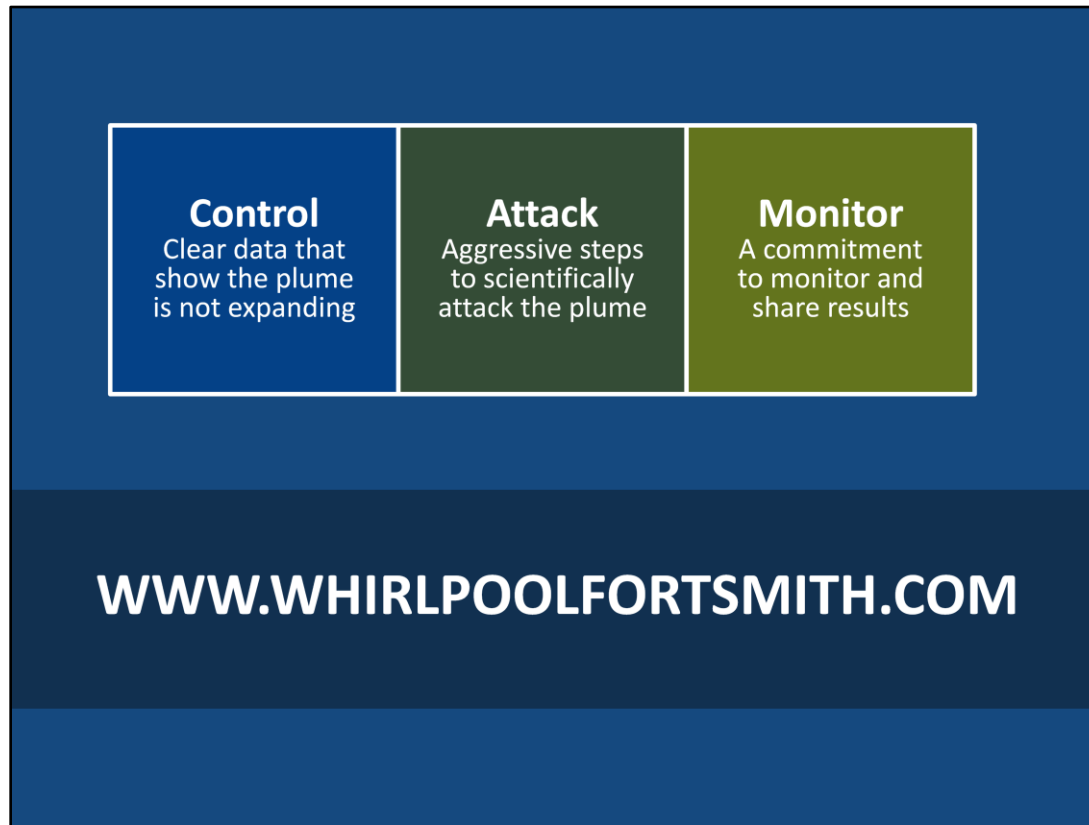 Control
Clear data that
show the plume
is not expanding
Attack
Aggressive steps
to scientifically
attack the plume
Monitor
A commitment
to monitor and
share results
WWW.WHIRLPOOLFORTSMITH.COM